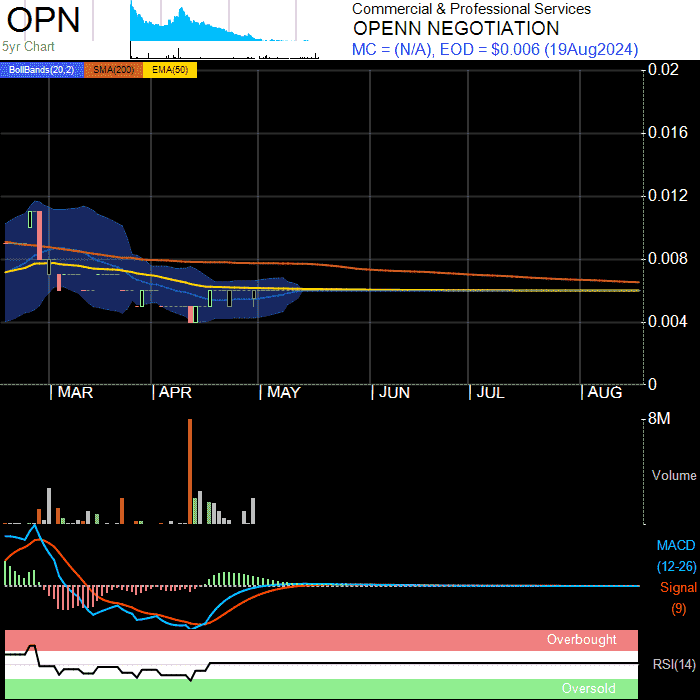 OPN
5yr Chart
Commercial & Professional Services
OPENN NEGOTIATION
MC = (N/A), EOD = $0.006 (19Aug2024)
BollBands(20,2) SMA(200) EMA(50)
0.02
0.016
0.012
0.008
0.004
0
MAR APR MAY JUN JUL AUG
8M
Volume
MACD
(12-26)
Signal
(9)
Overbought
RSI(14)
Oversold